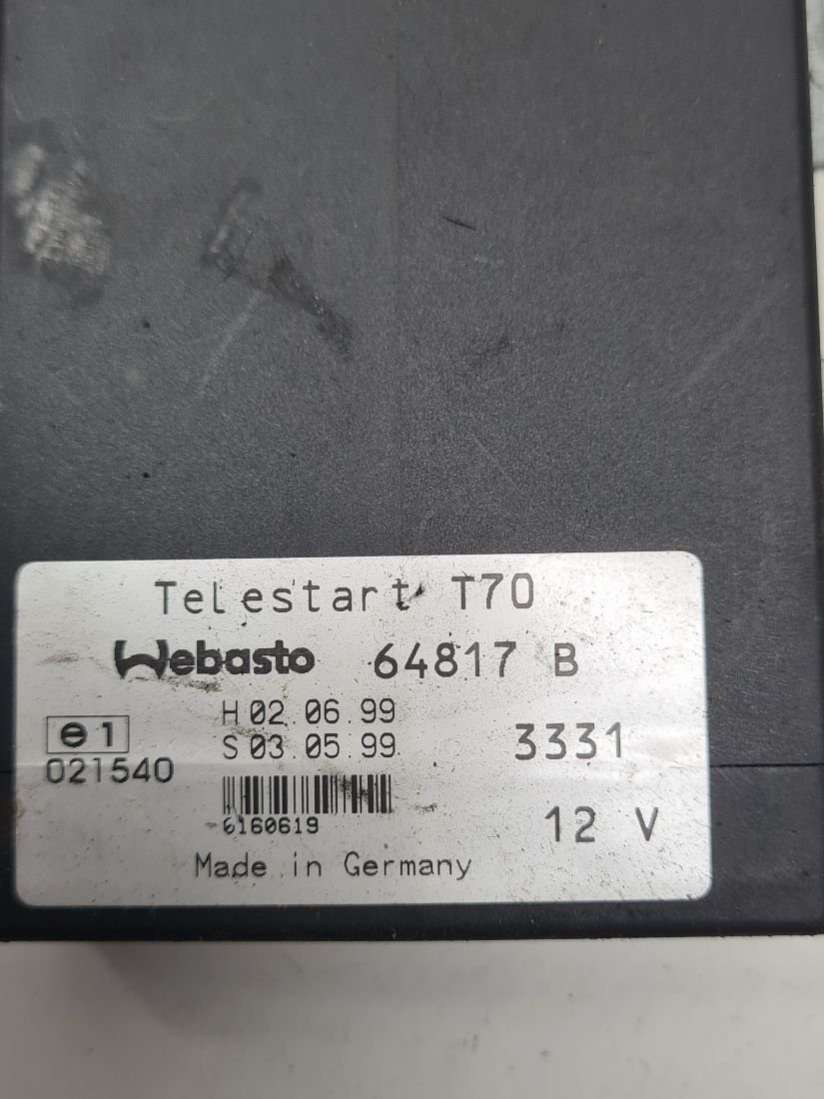 Telestart T70
Webasto 64817 B
H 02.06.99
S 03.05.99
3331
e1
021540
6160619
12 V
Made in Germany